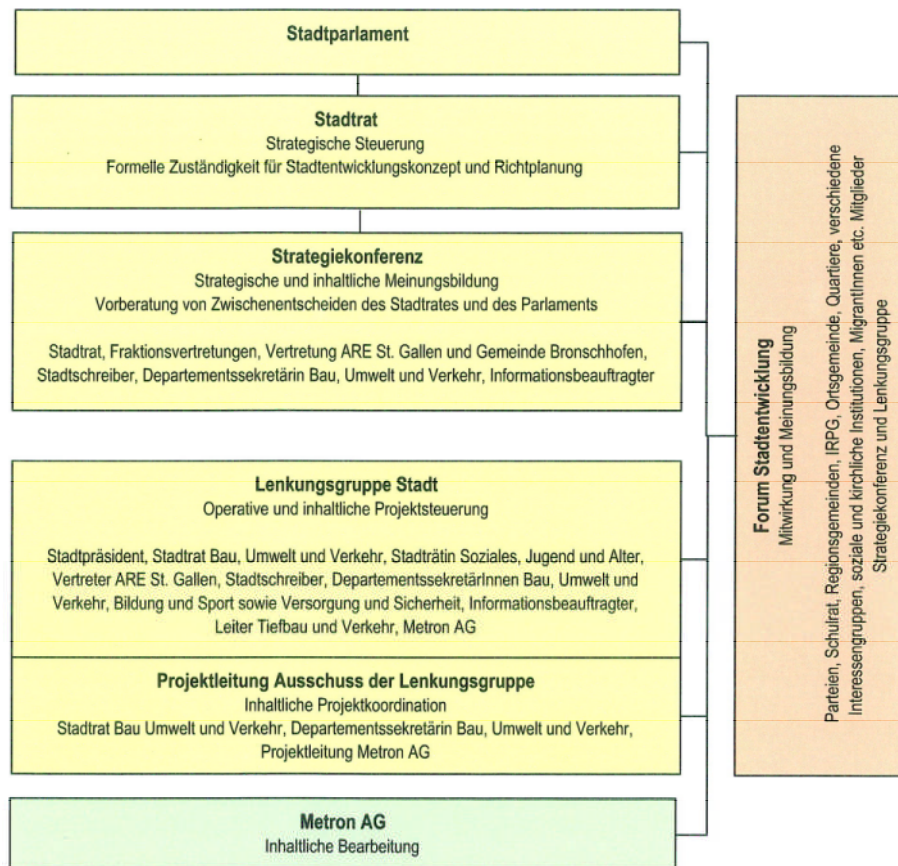 Stadtparlament
Stadtrat
Strategische Steuerung
Formelle Zuständigkeit für Stadtentwicklungskonzept und Richtplanung
Strategiekonferenz
Strategische und inhaltliche Meinungsbildung
Vorberatung von Zwischenentscheiden des Stadtrates und des Parlaments
Stadtrat, Fraktionsvertretungen, Vertretung ARE St. Gallen und Gemeinde Bronschhofen,
Stadtschreiber, Departementssekretärin Bau, Umwelt und Verkehr, Informationsbeauftragter
Lenkungsgruppe Stadt
Operative und inhaltliche Projektsteuerung
Stadtpräsident, Stadtrat Bau, Umwelt und Verkehr, Stadträtin Soziales, Jugend und Alter,
Vertreter ARE St. Gallen, Stadtschreiber, DepartementssekretärInnen Bau, Umwelt und
Verkehr, Bildung und Sport sowie Versorgung und Sicherheit, Informationsbeauftragter,
Leiter Tiefbau und Verkehr, Metron AG
Projektleitung Ausschuss der Lenkungsgruppe
Inhaltliche Projektkoordination
Stadtrat Bau Umwelt und Verkehr, Departementssekretärin Bau, Umwelt und Verkehr,
Projektleitung Metron AG
Metron AG
Inhaltliche Bearbeitung
Forum Stadtentwicklung
Mitwirkung und Meinungsbildung
Parteien, Schulrat, Regionsgemeinden, IRPG, Ortsgemeinde, Quartiere, verschiedene
Interessengruppen, soziale und kirchliche Institutionen, MigrantInnen etc. Mitglieder
Strategiekonferenz und Lenkungsgruppe